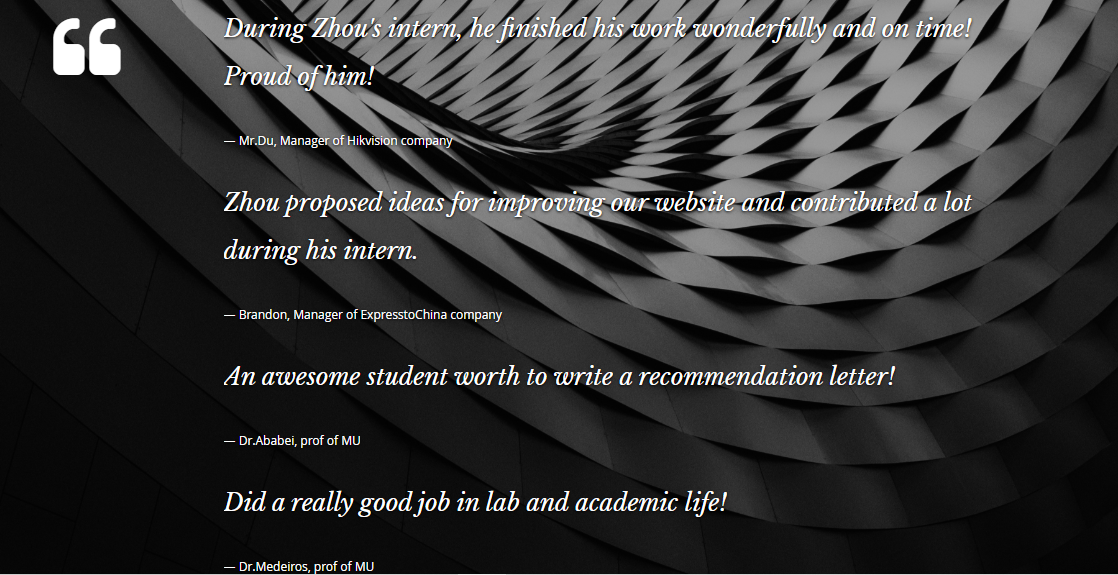 During Zhou's intern, he finished his work wonderfully and on time!
Proud of him!
— Mr.Du, Manager of Hikvision company
Zhou proposed ideas for improving our website and contributed a lot
during his intern.
— Brandon, Manager of ExpresstoChina company
An awesome student worth to write a recommendation letter!
— Dr.Ababei, prof of MU
Did a really good job in lab and academic life!
— Dr.Medeiros, prof of MU